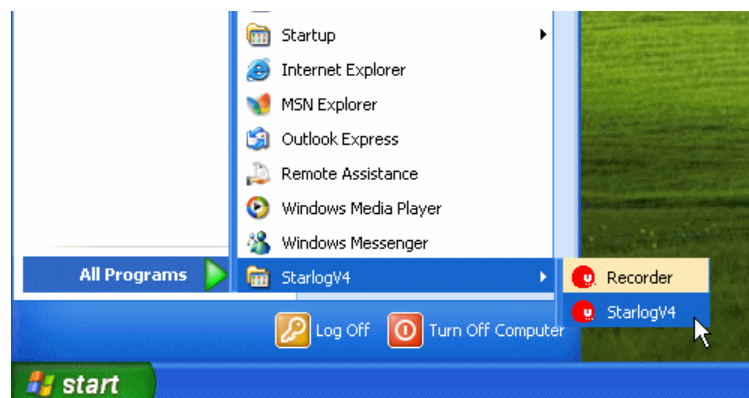 Startup
Internet Explorer
MSN Explorer
Outlook Express
Remote Assistance
Windows Media Player
Windows Messenger
All Programs
StarlogV4
Recorder
StarlogV4
Log Off
Turn Off Computer
start